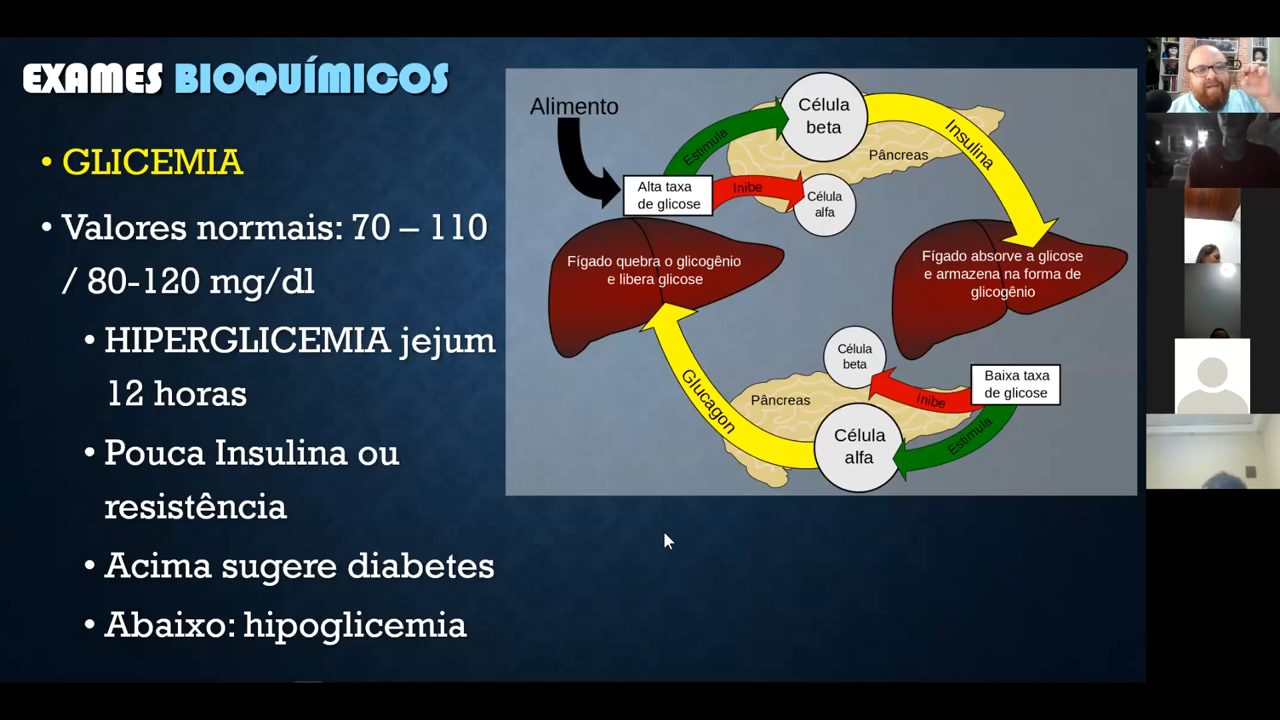 EXAMES BIOQUÍMICOS
• GLICEMIA
• Valores normais: 70 – 110
/ 80-120 mg/dl
• HIPERGLICEMIA jejum
12 horas
• Pouca Insulina ou
resistência
• Acima sugere diabetes
• Abaixo: hipoglicemia
Alimento
Estimula
Célula
beta
Pâncreas
Insulina
Alta taxa
de glicose
Inibe
Célula
alfa
Fígado quebra o glicogênio
e libera glicose
Fígado absorve a glicose
e armazena na forma de
glicogênio
Célula
beta
Baixa taxa
de glicose
Inibe
Pâncreas
Glucagon
Célula
alfa
Estimula